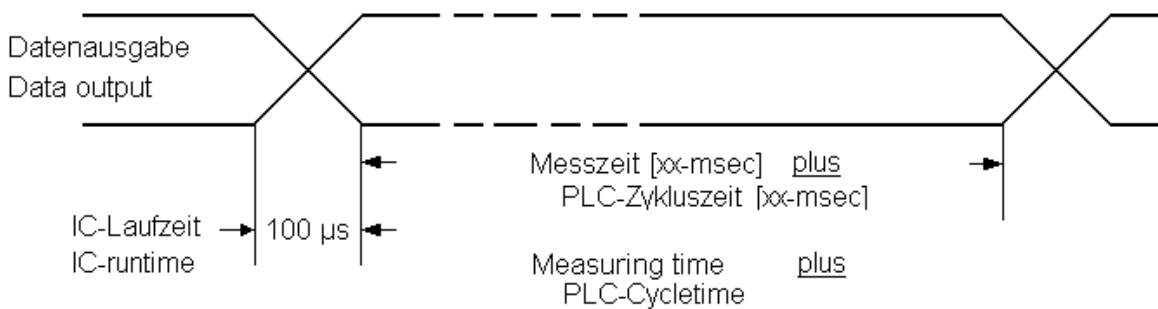 Datenausgabe
Data output
Messzeit [xx-msec] plus
PLC-Zykluszeit [xx-msec]
IC-Laufzeit 100 µs
IC-runtime
Measuring time plus
PLC-Cycletime